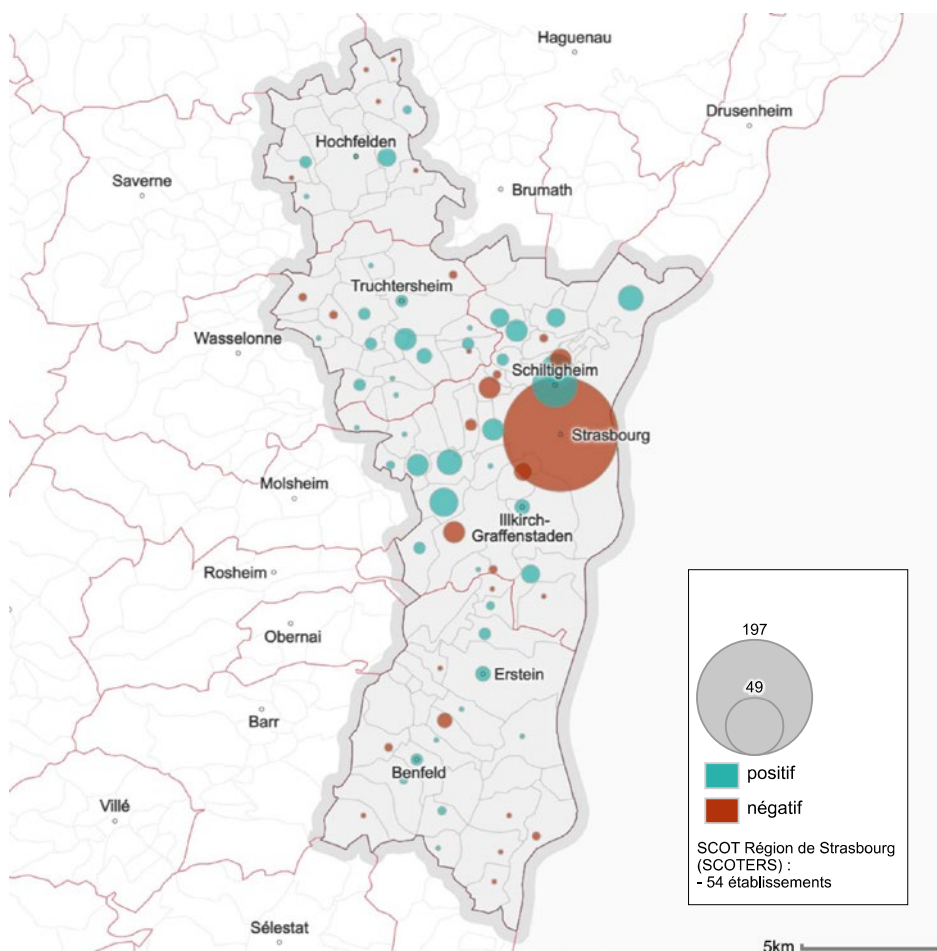 Haguenau
Drusenheim
Hochfelden
Saverne
Brumath
Truchtersheim
Wasselonne
Schiltigheim
Strasbourg
Molsheim
Illkirch-
Graffenstaden
Rosheim
Obernai
Erstein
Barr
Benfeld
Villé
Sélestat
197
49
positif
négatif
SCOT Région de Strasbourg
(SCOTERS) :
- 54 établissements
5km